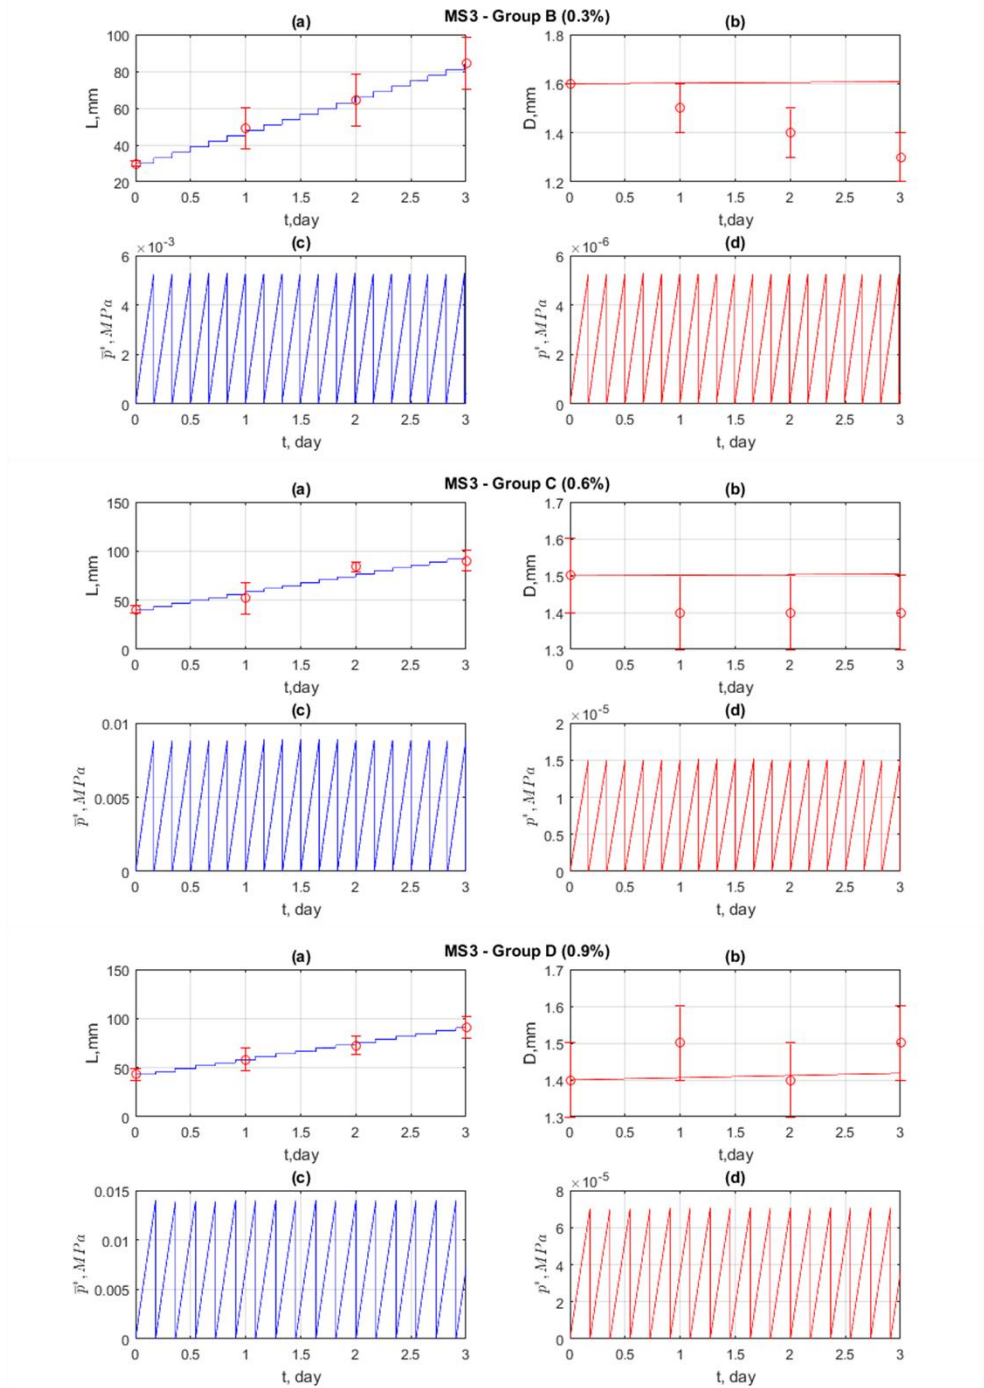 MS3 - Group B (0.3%)
(a)
(b)
100
80
60
40
20
L,mm
0 0.5 1 1.5 2 2.5 3
t,day
1.8
1.6
1.4
1.2
D,mm
0 0.5 1 1.5 2 2.5 3
t,day
(c)
(d)
×10-3
6
4
2
0
p̅', MPa
0 0.5 1 1.5 2 2.5 3
t, day
×10-6
6
4
2
0
p', MPa
0 0.5 1 1.5 2 2.5 3
t, day
MS3 - Group C (0.6%)
(a)
(b)
150
100
50
0
L,mm
0 0.5 1 1.5 2 2.5 3
t,day
1.7
1.6
1.5
1.4
1.3
D,mm
0 0.5 1 1.5 2 2.5 3
t,day
(c)
(d)
0.01
0.005
0
p̅', MPa
0 0.5 1 1.5 2 2.5 3
t, day
×10-5
2
1.5
1
0.5
0
p', MPa
0 0.5 1 1.5 2 2.5 3
t, day
MS3 - Group D (0.9%)
(a)
(b)
150
100
50
0
L,mm
0 0.5 1 1.5 2 2.5 3
t,day
1.7
1.6
1.5
1.4
1.3
D,mm
0 0.5 1 1.5 2 2.5 3
t,day
(c)
(d)
0.015
0.01
0.005
0
p̅', MPa
0 0.5 1 1.5 2 2.5 3
t, day
×10-5
8
6
4
2
0
p', MPa
0 0.5 1 1.5 2 2.5 3
t, day